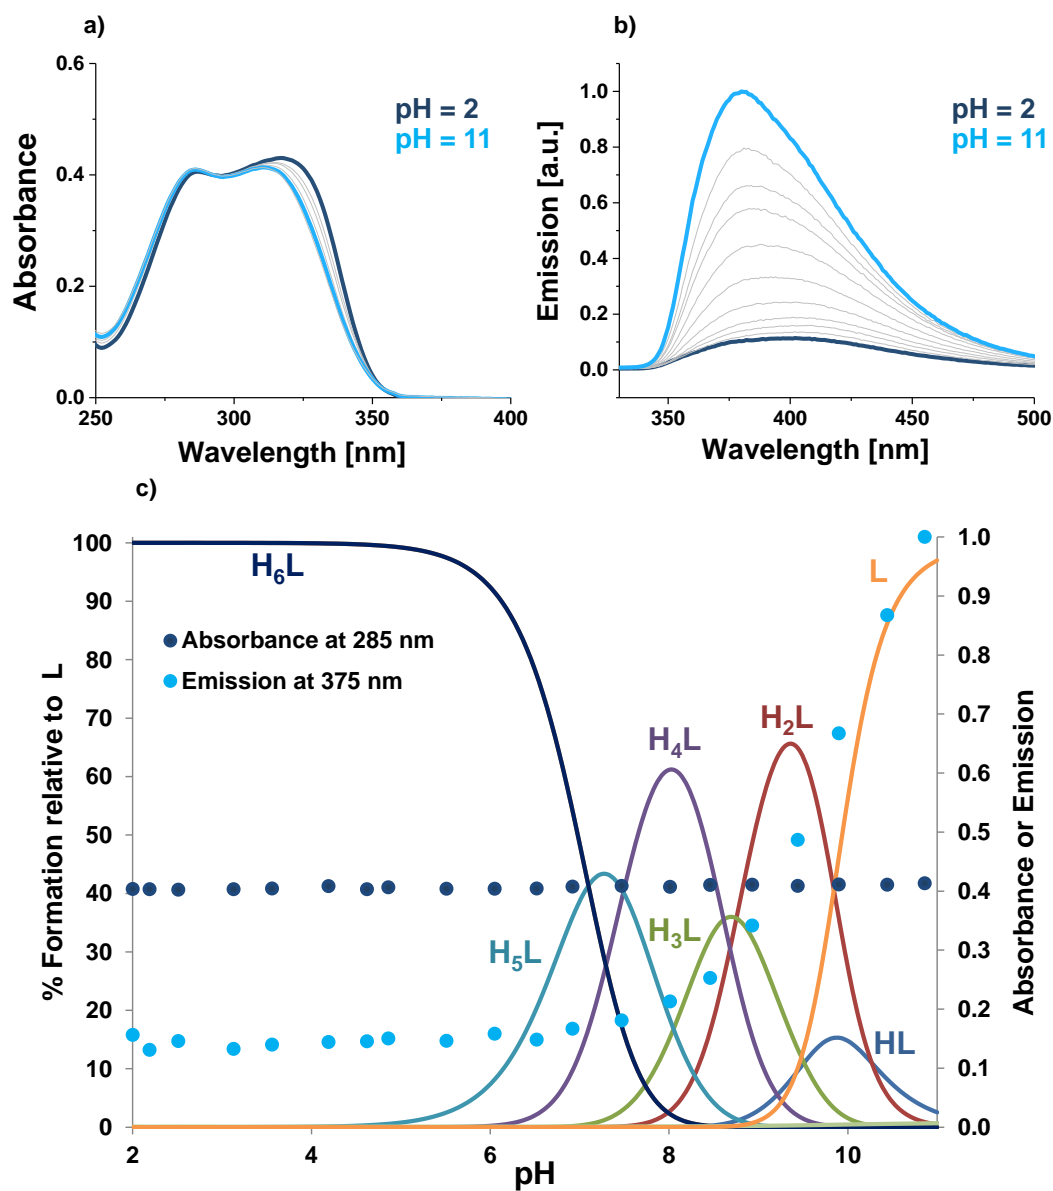 a)
b)
0.6
0.4
0.2
0.0
Absorbance
pH = 2
pH = 11
250
300
350
400
Wavelength [nm]
1.0
0.8
0.6
0.4
0.2
0.0
Emission [a.u.]
pH = 2
pH = 11
350
400
450
500
Wavelength [nm]
c)
100
90
80
70
60
50
40
30
20
10
0
% Formation relative to L
H₆L
Absorbance at 285 nm
Emission at 375 nm
H₅L
H₄L
H₃L
H₂L
HL
L
1.0
0.9
0.8
0.7
0.6
0.5
0.4
0.3
0.2
0.1
0.0
Absorbance or Emission
2
4
6
8
10
pH